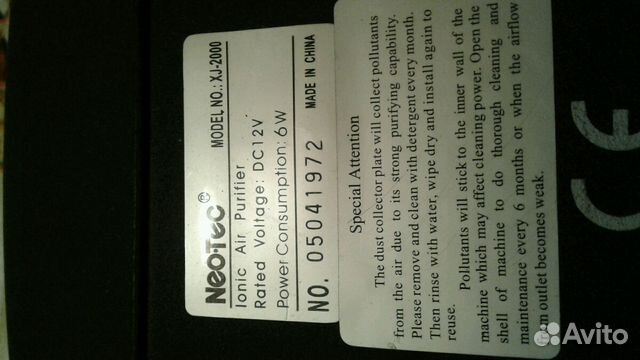 Neo-Tec®
Ionic Air Purifier MODEL NO.: XJ-2000
Rated Voltage: DC12V
Power Consumption: 6W
NO. 05041972 MADE IN CHINA
Special Attention
The dust collector plate will collect pollutants
from the air due to its strong purifying capability.
Please remove and clean with detergent every month.
Then rinse with water, wipe dry and install again to
reuse.
Pollutants will stick to the inner wall of the
machine which may affect cleaning power. Open the
shell of machine to do thorough cleaning and
maintenance every 6 months or when the airflow
outlet becomes weak.
CE
Avito